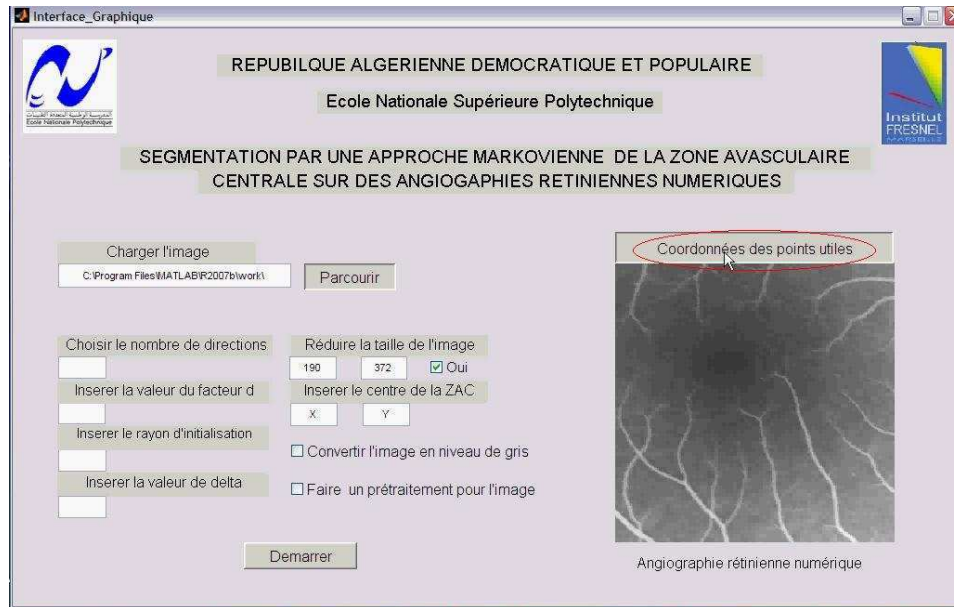 Interface_Graphique
REPUBILQUE ALGERIENNE DEMOCRATIQUE ET POPULAIRE
Ecole Nationale Supérieure Polytechnique
Ecole Nationale Polytechnique
Institut
FRESNEL
MARSEILLE
SEGMENTATION PAR UNE APPROCHE MARKOVIENNE DE LA ZONE AVASCULAIRE
CENTRALE SUR DES ANGIOGAPHIES RETINIENNES NUMERIQUES
Charger l'image
C:\Program Files\MATLAB\R2007b\work\
Parcourir
Coordonnées des points utiles
Choisir le nombre de directions
Réduire la taille de l'image
190 372 Oui
Inserer la valeur du facteur d
Inserer le centre de la ZAC
X Y
Inserer le rayon d'initialisation
Convertir l'image en niveau de gris
Inserer la valeur de delta
Faire un prétraitement pour l'image
Demarrer
Angiographie rétinienne numérique